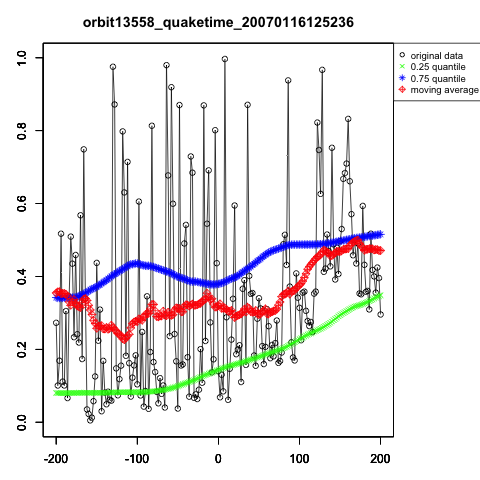 orbit13558_quaketime_20070116125236
original data
0.25 quantile
0.75 quantile
moving average
1.0
0.8
0.6
0.4
0.2
0.0
-200 -100 0 100 200